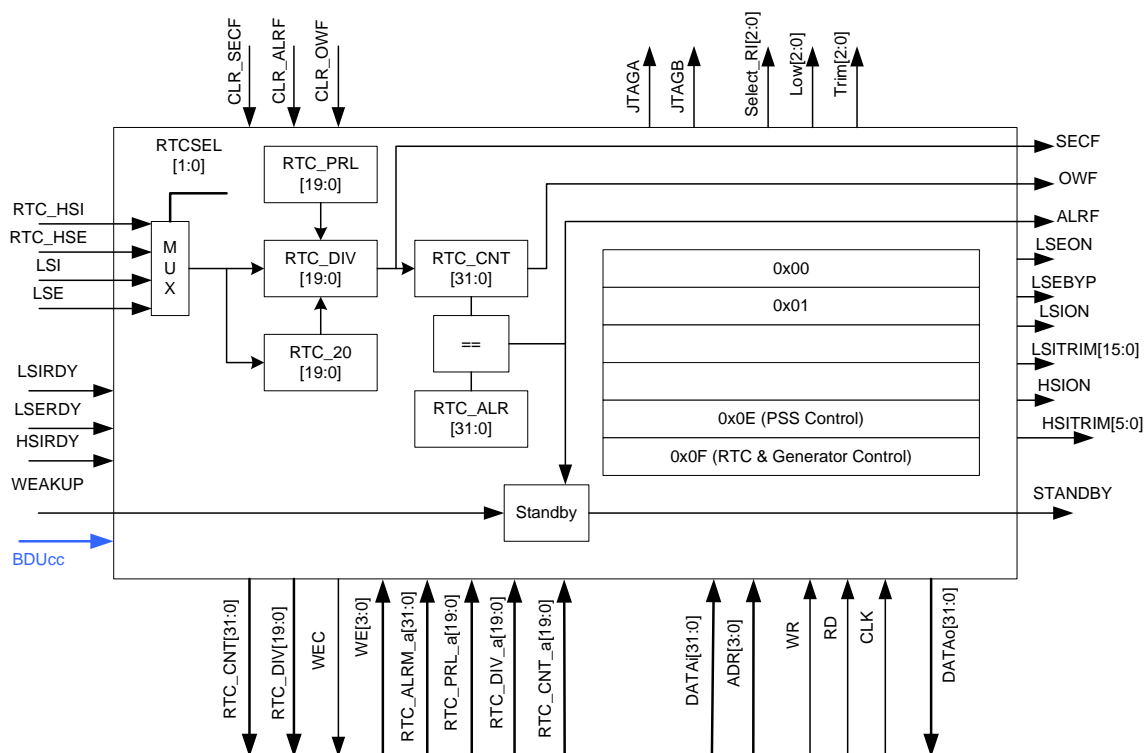 CLR_SECF
CLR_ALRF
CLR_OWF
JTAGA
JTAGB
Select_RI[2:0]
Low[2:0]
Trim[2:0]
RTCSEL
[1:0]
RTC_PRL
[19:0]
SECF
OWF
ALRF
RTC_HSI
RTC_HSE
LSI
LSE
M
U
X
RTC_DIV
[19:0]
RTC_CNT
[31:0]
LSEON
0x00
LSEBYP
0x01
LSION
RTC_20
[19:0]
==
LSITRIM[15:0]
LSIRDY
LSERDY
HSIRDY
RTC_ALR
[31:0]
HSION
0x0E (PSS Control)
HSITRIM[5:0]
0x0F (RTC & Generator Control)
WEAKUP
Standby
STANDBY
BDUcc
RTC_CNT[31:0]
RTC_DIV[19:0]
WEC
WE[3:0]
RTC_ALRM_a[31:0]
RTC_PRL_a[19:0]
RTC_DIV_a[19:0]
RTC_CNT_a[19:0]
DATAi[31:0]
ADR[3:0]
WR
RD
CLK
DATAo[31:0]